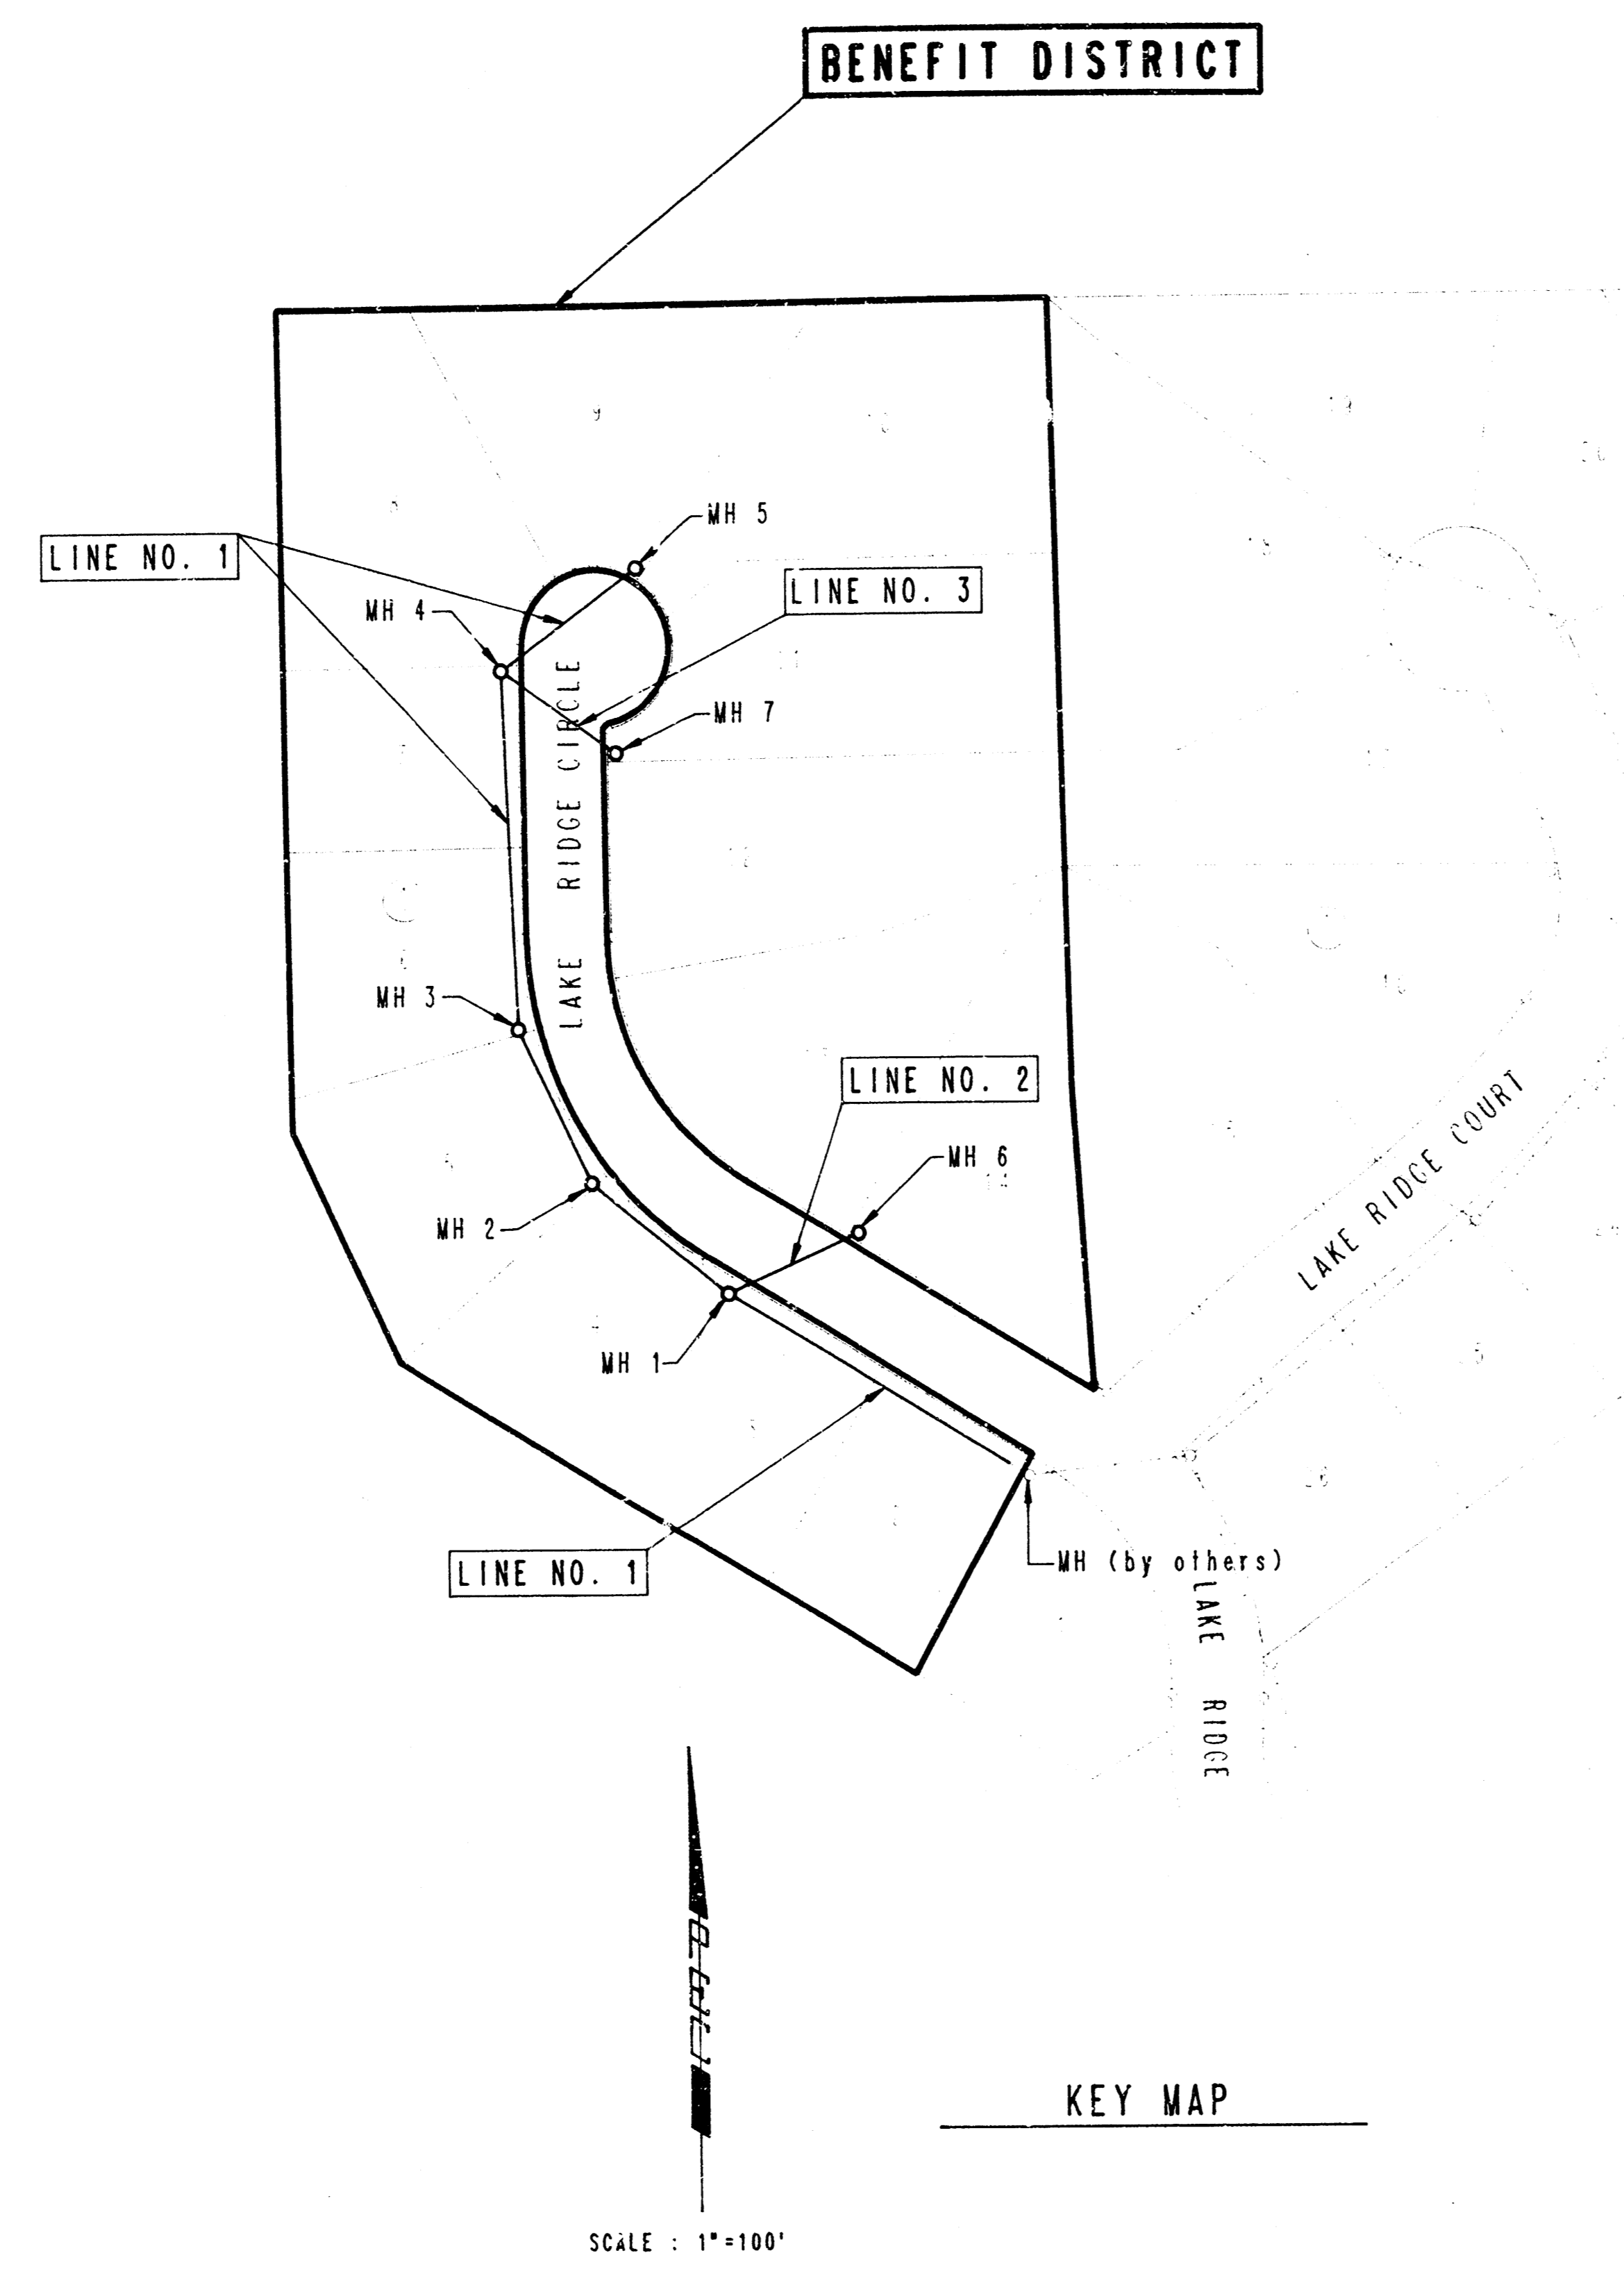 BENEFIT DISTRICT
9
19
MH 5
LINE NO. 1
LINE NO. 3
MH 4
MH 7
LAKE RIDGE CIRCLE
MH 3
LINE NO. 2
MH 6
LAKE RIDGE COURT
MH 2
MH 1
LINE NO. 1
MH (by others)
LAKE RIDGE
KEY MAP
SCALE : 1"=100'